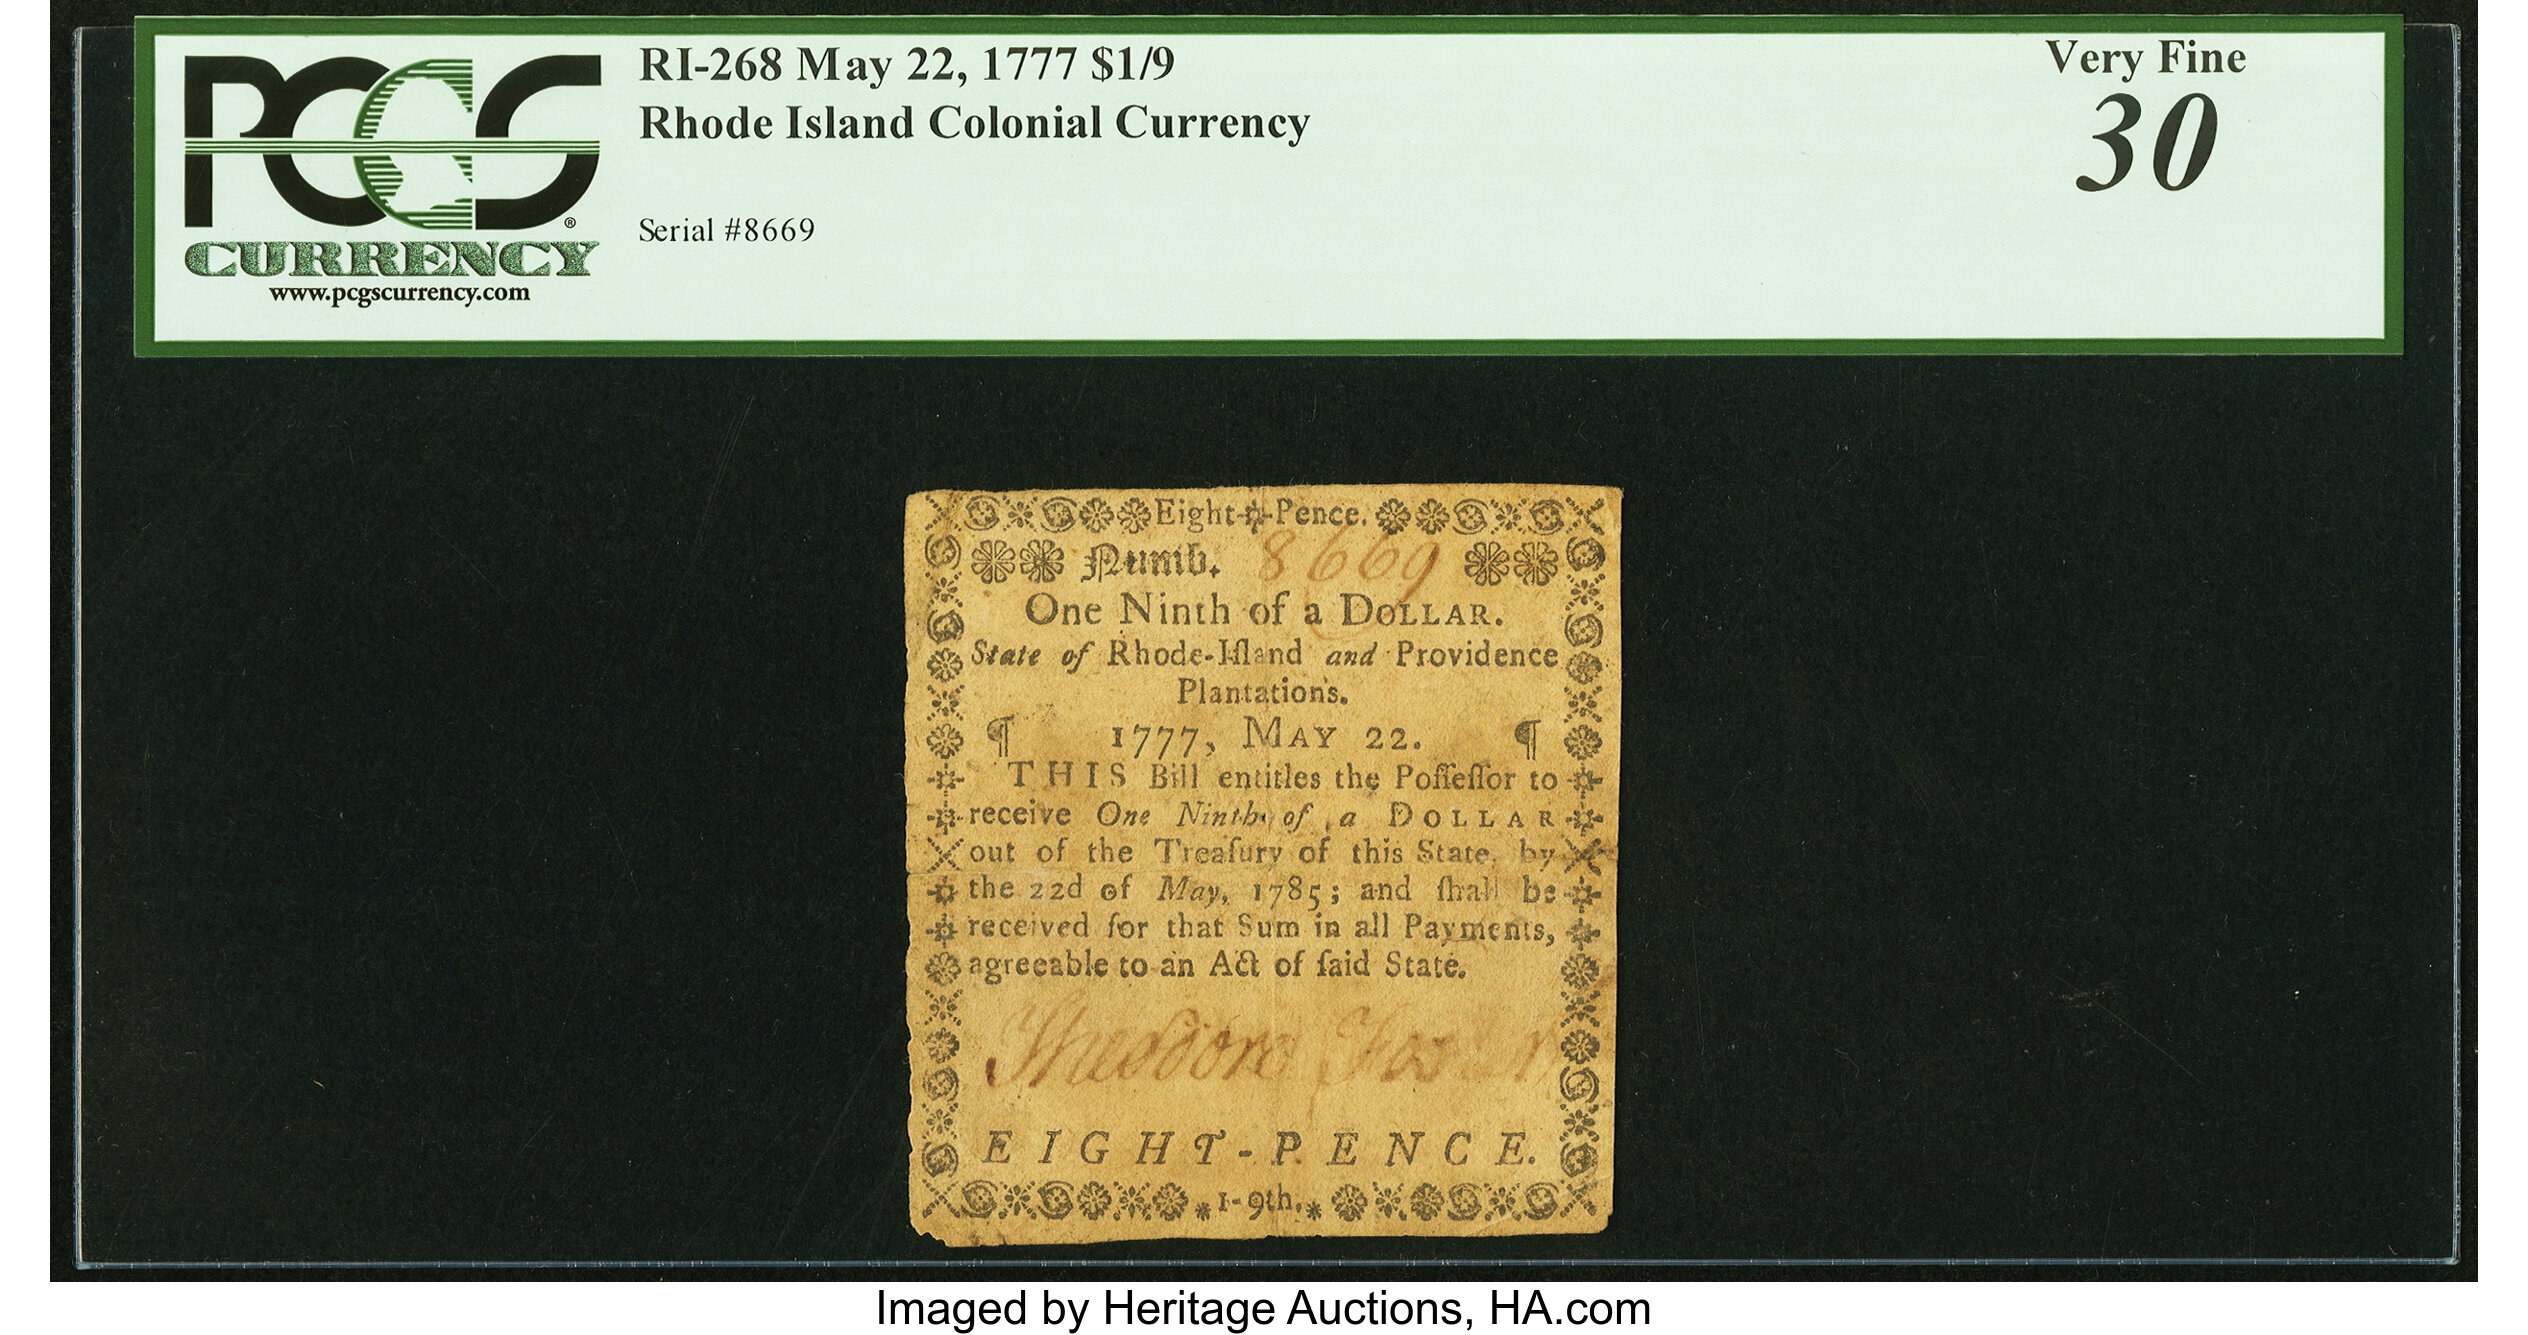 PCGS
CURRENCY
www.pcgscurrency.com
RI-268 May 22, 1777 $1/9
Rhode Island Colonial Currency
Serial #8669
Very Fine
30
Eight-Pence.
Numb. 8669
One Ninth of a DOLLAR.
State of Rhode-Iſland and Providence
Plantations.
¶ 1777, MAY 22. ¶
THIS Bill entitles the Poſſeſſor to
receive One Ninth of a DOLLAR
out of the Treaſury of this State, by
the 22d of May, 1785; and ſhall be
received for that Sum in all Payments,
agreeable to an Act of ſaid State.
Theodore Foster
EIGHT-PENCE.
*1-9th.*
Imaged by Heritage Auctions, HA.com